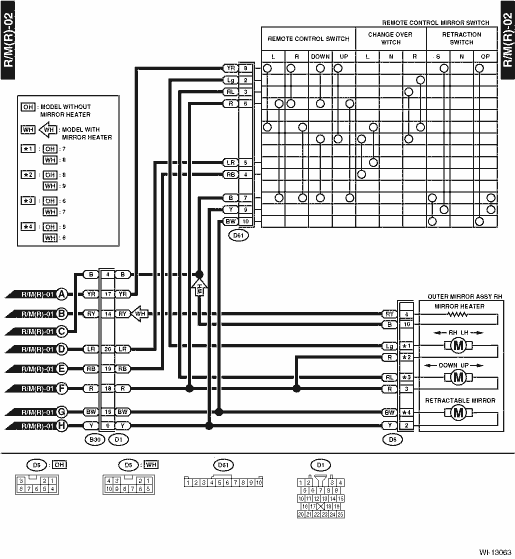 R/M(R)-02
R/M(R)-02
REMOTE CONTROL MIRROR SWITCH
REMOTE CONTROL SWITCH
CHANGE OVER
WITCH
RETRACTION
SWITCH
L R DOWN UP L N R S N OP
YR 8
Lg 2
RL 3
R 6
LR 5
RB 4
B 7
Y 9
BW 10
D61
OH : MODEL WITHOUT
MIRROR HEATER
WH WH : MODEL WITH
MIRROR HEATER
★1 : OH : 7
WH : 8
★2 : OH : 8
WH : 9
★3 : OH : 6
WH : 7
★4 : OH : 5
WH : 6
WH
B 4 B
R/M(R)-01 A YR 17 YR
R/M(R)-01 B RY 14 RY WH
R/M(R)-01 C
R/M(R)-01 D LR 20 LR
R/M(R)-01 E RB 19 RB
R/M(R)-01 F R 18 R
R/M(R)-01 G BW 15 BW
R/M(R)-01 H Y 9 Y
B30 D1
OUTER MIRROR ASSY RH
MIRROR HEATER
RY 4
B 10
RH LH
Lg ★1 M
R ★2
DOWN UP
RL ★3 M
R 3
RETRACTABLE MIRROR
BW ★4 M
Y 2
D5
D5 : OH
3 2 1
8 7 6 5 4
D5 : WH
4 3 2 1
10 9 8 7 6 5
D61
1 2 3 4 5 6 7 8 9 10
D1
1 2 3 4
5 6 7 8 9
10 11 12 13 14 15
16 17 18 19
20 21 22 23 24 25
WI-13063